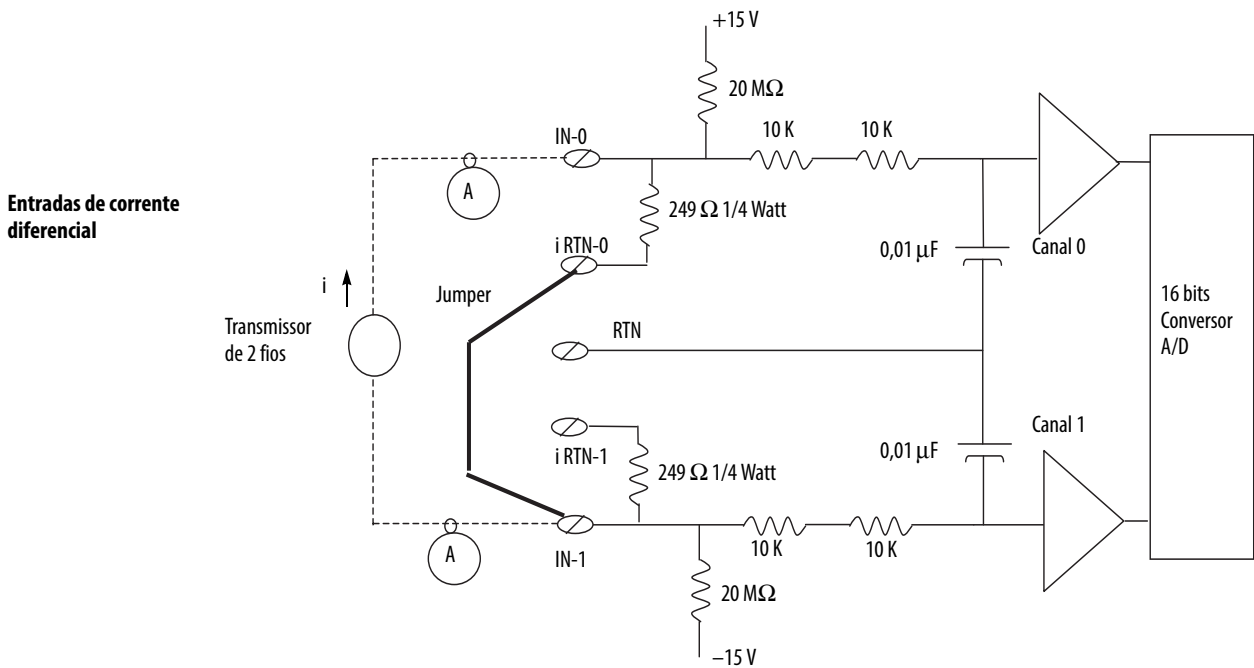 +15 V
20 MΩ
10 K
10 K
IN-0
A
249 Ω 1/4 Watt
Entradas de corrente
diferencial
i RTN-0
0,01 µF
Canal 0
i
Jumper
16 bits
Conversor
A/D
Transmissor
de 2 fios
RTN
i RTN-1
Canal 1
0,01 µF
249 Ω 1/4 Watt
A
IN-1
10 K
10 K
20 MΩ
–15 V